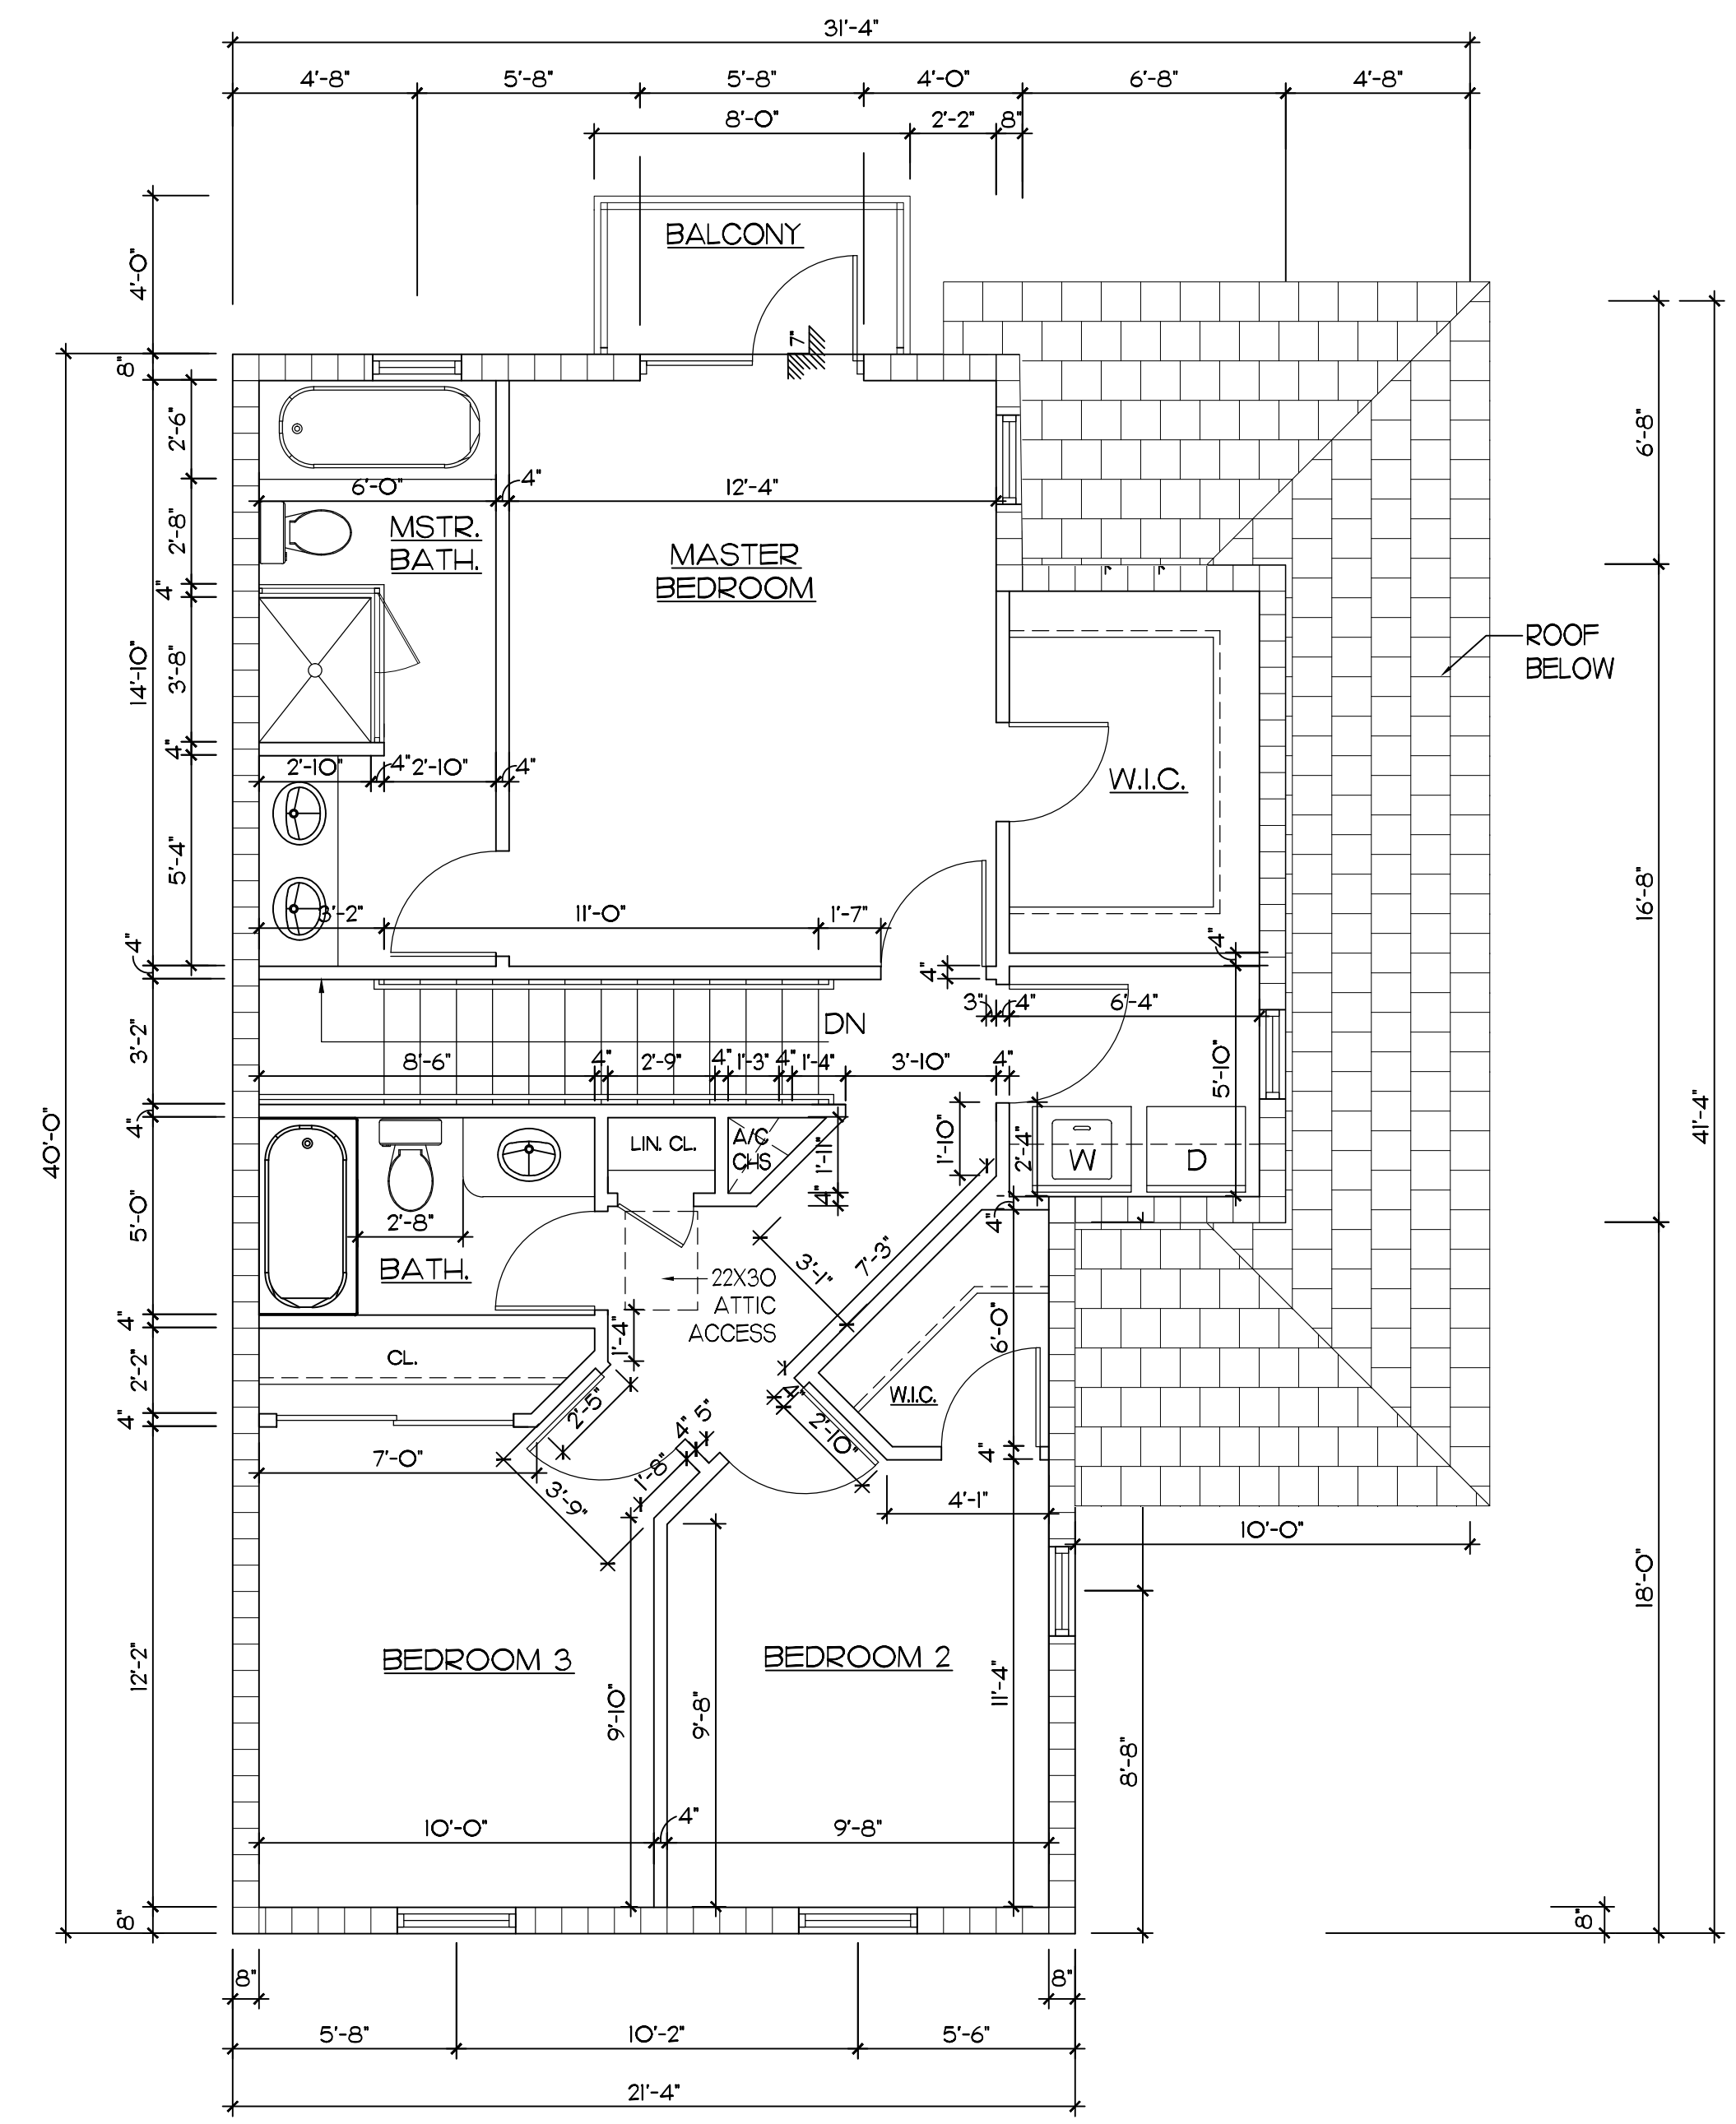 31'-4"
4'-8" 5'-8" 5'-8" 4'-0" 6'-8" 4'-8"
8'-0" 2'-2" 8"
4'-0"
BALCONY
7"
8"
2'-6"
6'-8"
6'-0" 4" 12'-4"
2'-8"
MSTR.
BATH.
MASTER
BEDROOM
4"
ROOF
BELOW
14'-10"
3'-8"
4"
2'-10" 4" 2'-10" 4"
W.I.C.
5'-4"
16'-8"
3'-2" 11'-0" 1'-7"
4"
4"
4"
3" 4" 6'-4"
DN
3'-2"
8'-6" 4" 2'-9" 4" 1'-3" 4" 1'-4" 3'-10" 4"
5'-10"
40'-0"
41'-4"
4"
LIN. CL.
A/C
CHS
1'-11"
1'-10"
2'-4"
W D
4"
4"
5'-0"
2'-8"
BATH.
3'-1"
7'-3"
22X30
ATTIC
ACCESS
4"
1'-4"
6'-0"
CL.
2'-2"
W.I.C.
4"
4"
2'-5"
2'-10"
4" 5"
4"
7'-0"
1'-8"
3'-9"
4'-1"
10'-0"
18'-0"
12'-2"
BEDROOM 3
BEDROOM 2
9'-10"
9'-8"
11'-4"
8'-8"
10'-0" 4" 9'-8"
8"
8"
8" 8"
5'-8" 10'-2" 5'-6"
21'-4"